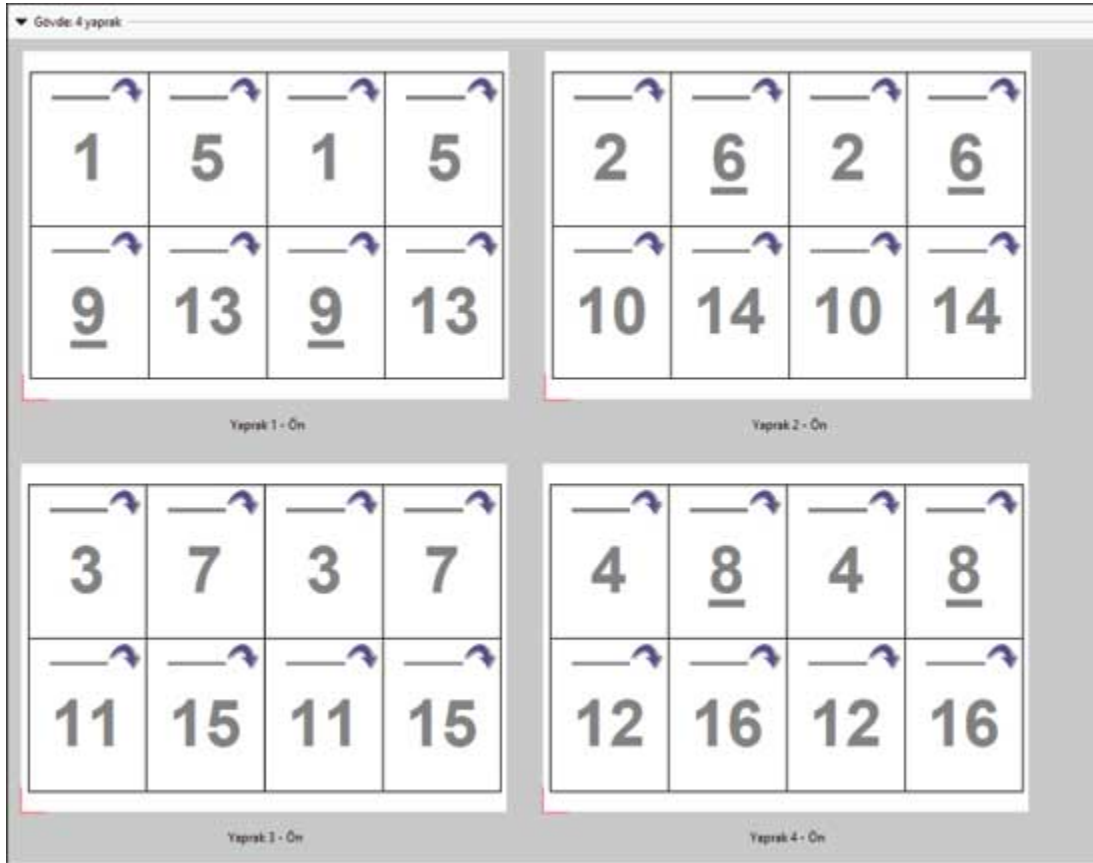 Gövde: 4 yaprak
1 5 1 5
9 13 9 13
Yaprak 1 - Ön
2 6 2 6
10 14 10 14
Yaprak 2 - Ön
3 7 3 7
11 15 11 15
Yaprak 3 - Ön
4 8 4 8
12 16 12 16
Yaprak 4 - Ön